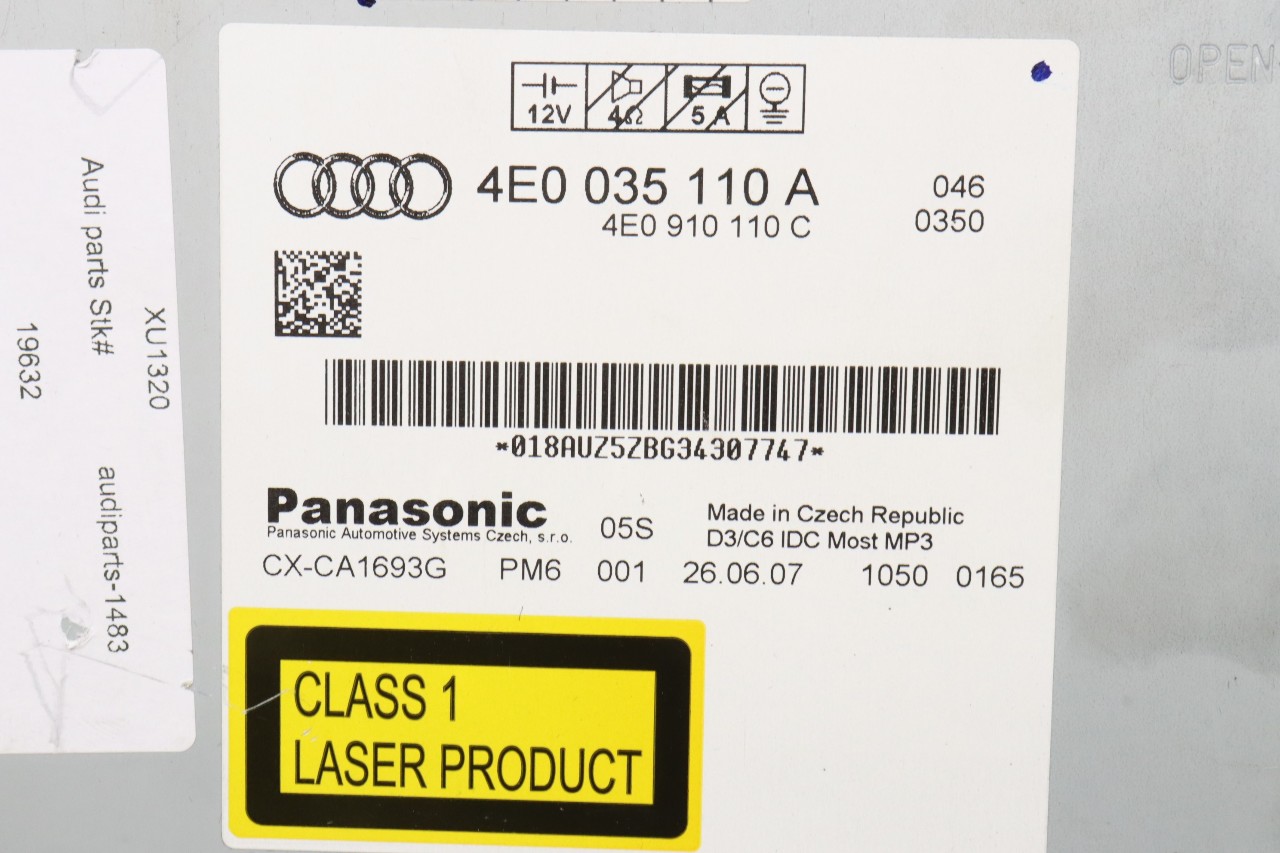 OPEN
12V 4Ω 5 A
4E0 035 110 A 046
4E0 910 110 C 0350
*018AUZ5ZBG34307747*
Panasonic 05S Made in Czech Republic
Panasonic Automotive Systems Czech, s.r.o. D3/C6 IDC Most MP3
CX-CA1693G PM6 001 26.06.07 1050 0165
CLASS 1
LASER PRODUCT
XU1320 audiparts-1483
Audi parts Stk#
19632